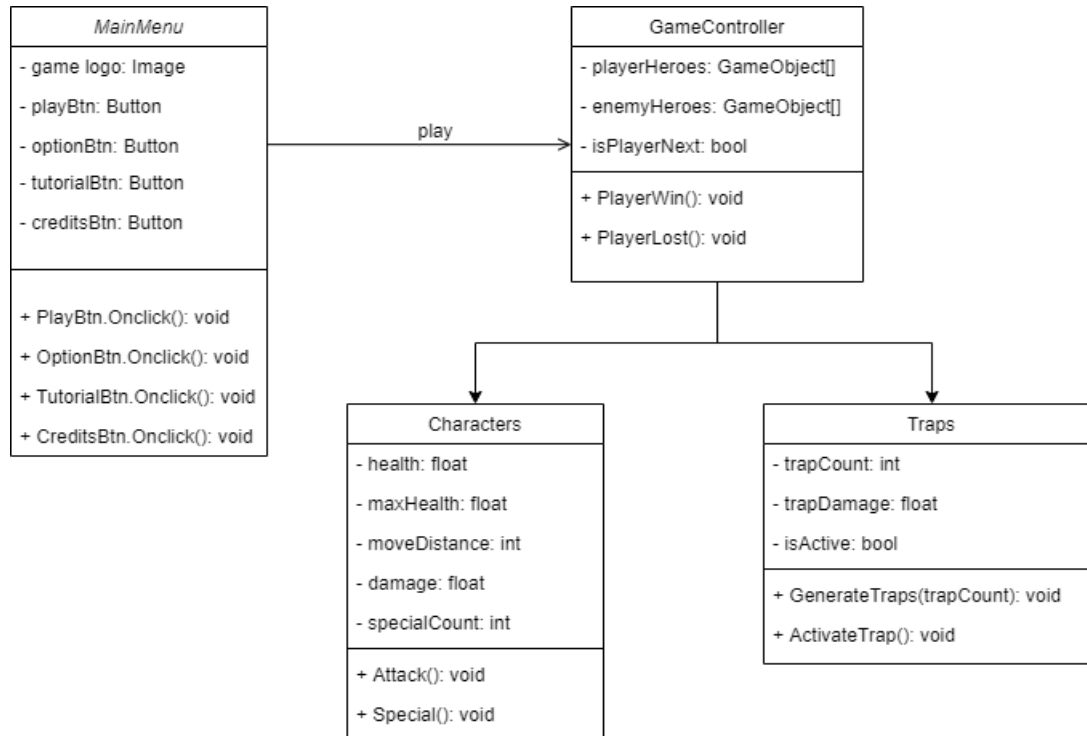 MainMenu
- game logo: Image
- playBtn: Button
- optionBtn: Button
- tutorialBtn: Button
- creditsBtn: Button
+ PlayBtn.Onclick(): void
+ OptionBtn.Onclick(): void
+ TutorialBtn.Onclick(): void
+ CreditsBtn.Onclick(): void
play
GameController
- playerHeroes: GameObject[]
- enemyHeroes: GameObject[]
- isPlayerNext: bool
+ PlayerWin(): void
+ PlayerLost(): void
Characters
- health: float
- maxHealth: float
- moveDistance: int
- damage: float
- specialCount: int
+ Attack(): void
+ Special(): void
Traps
- trapCount: int
- trapDamage: float
- isActive: bool
+ GenerateTraps(trapCount): void
+ ActivateTrap(): void